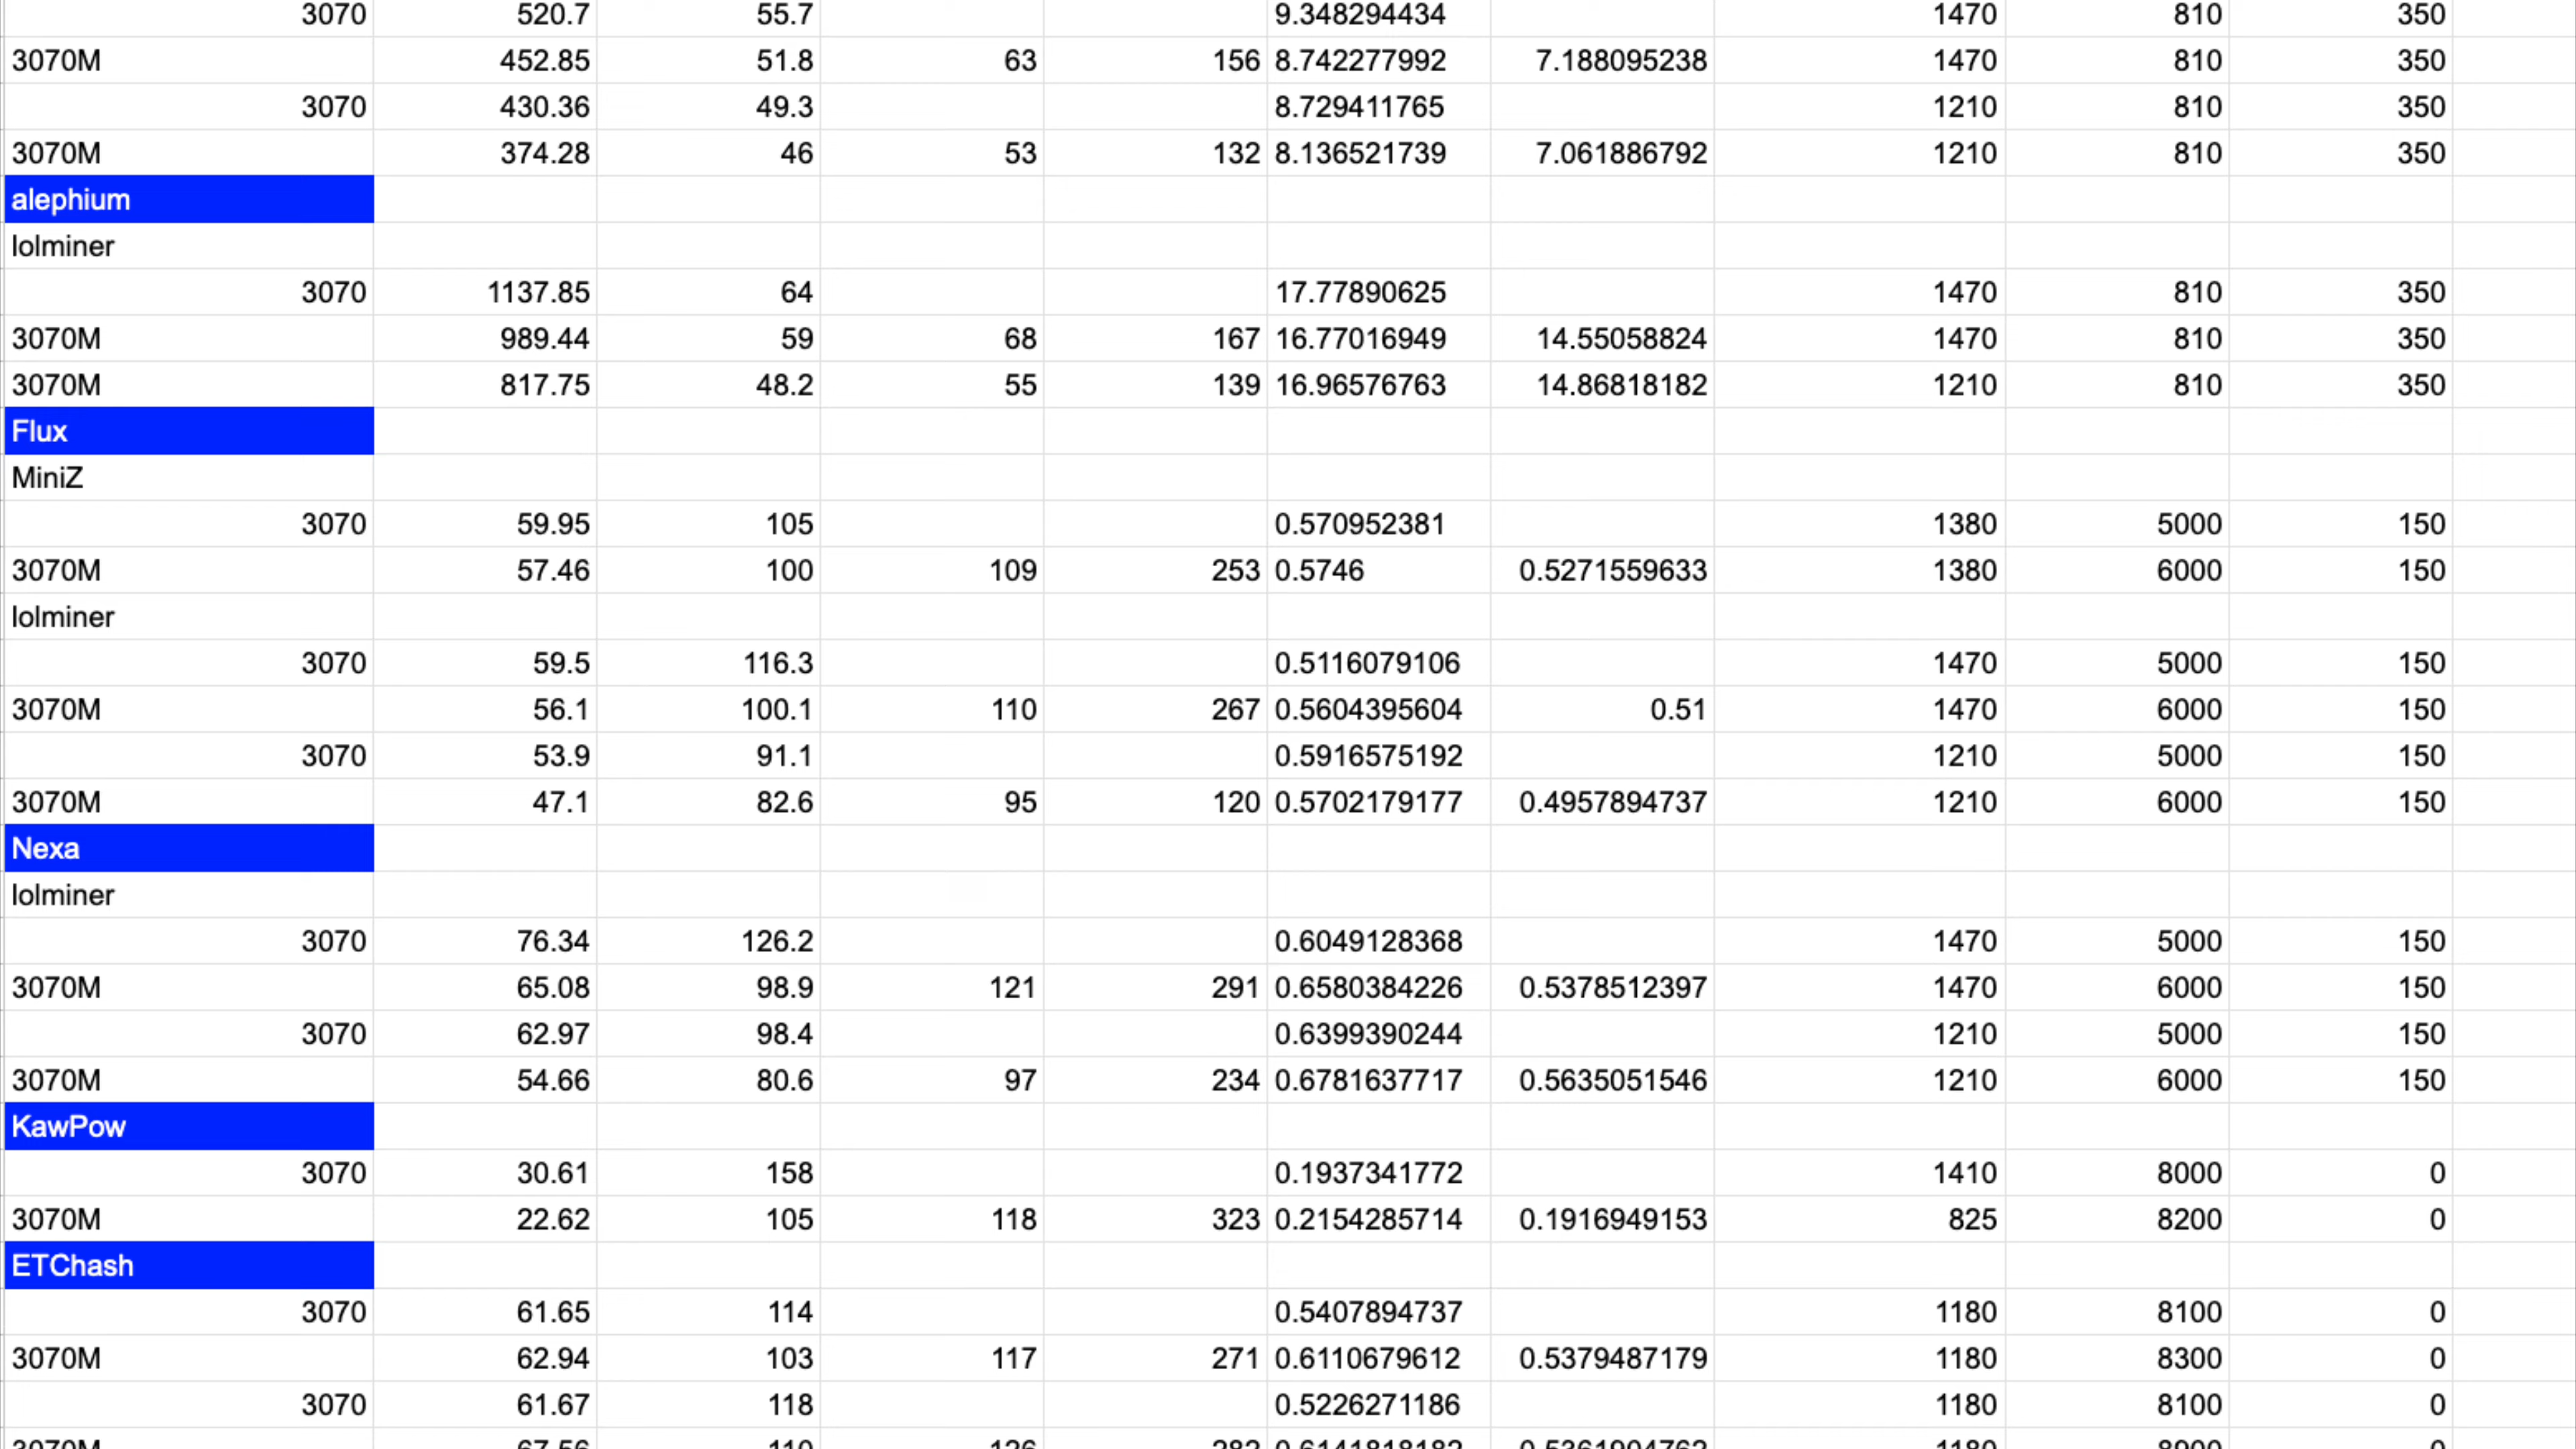 3070 520.7 55.7 9.348294434 1470 810 350
3070M 452.85 51.8 63 156 8.742277992 7.188095238 1470 810 350
3070 430.36 49.3 8.729411765 1210 810 350
3070M 374.28 46 53 132 8.136521739 7.061886792 1210 810 350
alephium
lolminer
3070 1137.85 64 17.77890625 1470 810 350
3070M 989.44 59 68 167 16.77016949 14.55058824 1470 810 350
3070M 817.75 48.2 55 139 16.96576763 14.86818182 1210 810 350
Flux
MiniZ
3070 59.95 105 0.570952381 1380 5000 150
3070M 57.46 100 109 253 0.5746 0.5271559633 1380 6000 150
lolminer
3070 59.5 116.3 0.5116079106 1470 5000 150
3070M 56.1 100.1 110 267 0.5604395604 0.51 1470 6000 150
3070 53.9 91.1 0.5916575192 1210 5000 150
3070M 47.1 82.6 95 120 0.5702179177 0.4957894737 1210 6000 150
Nexa
lolminer
3070 76.34 126.2 0.6049128368 1470 5000 150
3070M 65.08 98.9 121 291 0.6580384226 0.5378512397 1470 6000 150
3070 62.97 98.4 0.6399390244 1210 5000 150
3070M 54.66 80.6 97 234 0.6781637717 0.5635051546 1210 6000 150
KawPow
3070 30.61 158 0.1937341772 1410 8000 0
3070M 22.62 105 118 323 0.2154285714 0.1916949153 825 8200 0
ETChash
3070 61.65 114 0.5407894737 1180 8100 0
3070M 62.94 103 117 271 0.6110679612 0.5379487179 1180 8300 0
3070 61.67 118 0.5226271186 1180 8100 0
3070M 67.56 110 126 282 0.6141818182 0.5361904762 1180